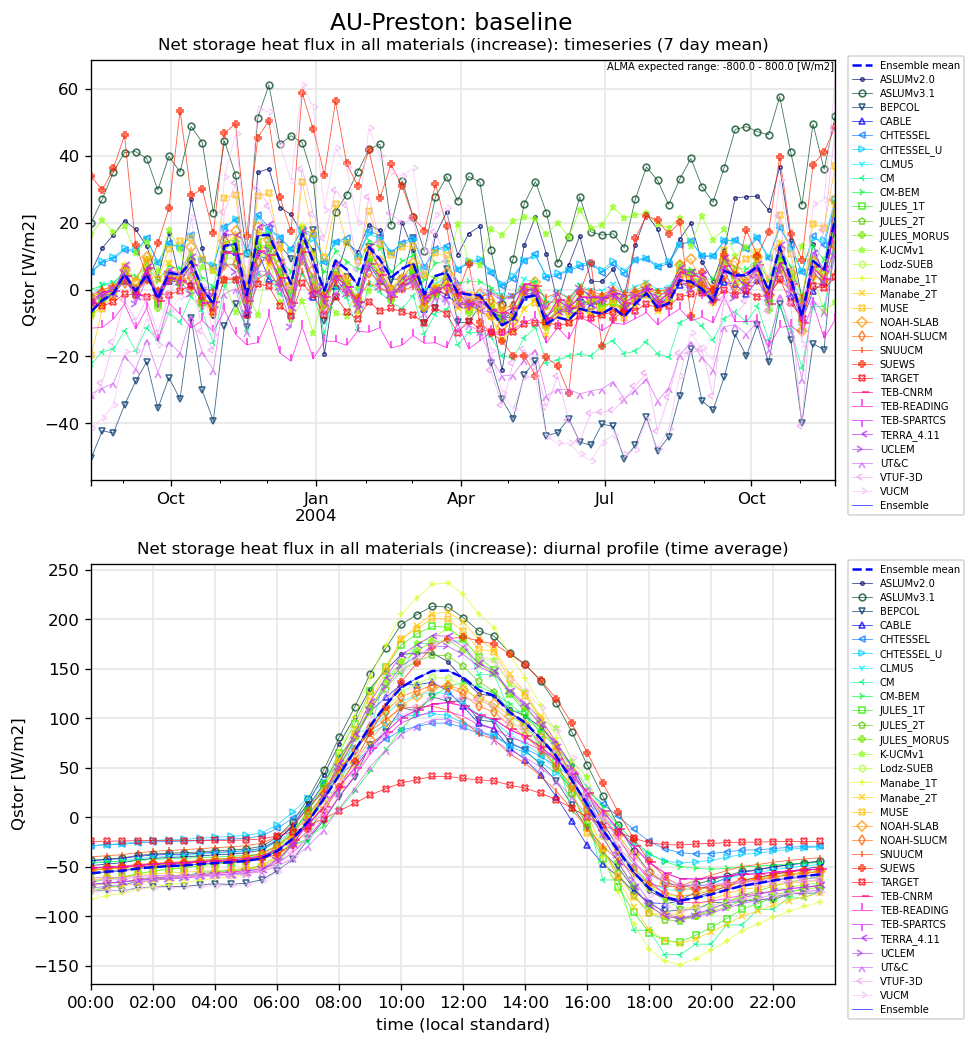 AU-Preston: baseline
Net storage heat flux in all materials (increase): timeseries (7 day mean)
ALMA expected range: -800.0 - 800.0 [W/m2]
Qstor [W/m2]
60
40
20
0
−20
−40
Oct
Jan
2004
Apr
Jul
Oct
Ensemble mean
ASLUMv2.0
ASLUMv3.1
BEPCOL
CABLE
CHTESSEL
CHTESSEL_U
CLMU5
CM
CM-BEM
JULES_1T
JULES_2T
JULES_MORUS
K-UCMv1
Lodz-SUEB
Manabe_1T
Manabe_2T
MUSE
NOAH-SLAB
NOAH-SLUCM
SNUUCM
SUEWS
TARGET
TEB-CNRM
TEB-READING
TEB-SPARTCS
TERRA_4.11
UCLEM
UT&C
VTUF-3D
VUCM
Ensemble
Net storage heat flux in all materials (increase): diurnal profile (time average)
Qstor [W/m2]
250
200
150
100
50
0
−50
−100
−150
00:00
02:00
04:00
06:00
08:00
10:00
12:00
14:00
16:00
18:00
20:00
22:00
time (local standard)
Ensemble mean
ASLUMv2.0
ASLUMv3.1
BEPCOL
CABLE
CHTESSEL
CHTESSEL_U
CLMU5
CM
CM-BEM
JULES_1T
JULES_2T
JULES_MORUS
K-UCMv1
Lodz-SUEB
Manabe_1T
Manabe_2T
MUSE
NOAH-SLAB
NOAH-SLUCM
SNUUCM
SUEWS
TARGET
TEB-CNRM
TEB-READING
TEB-SPARTCS
TERRA_4.11
UCLEM
UT&C
VTUF-3D
VUCM
Ensemble